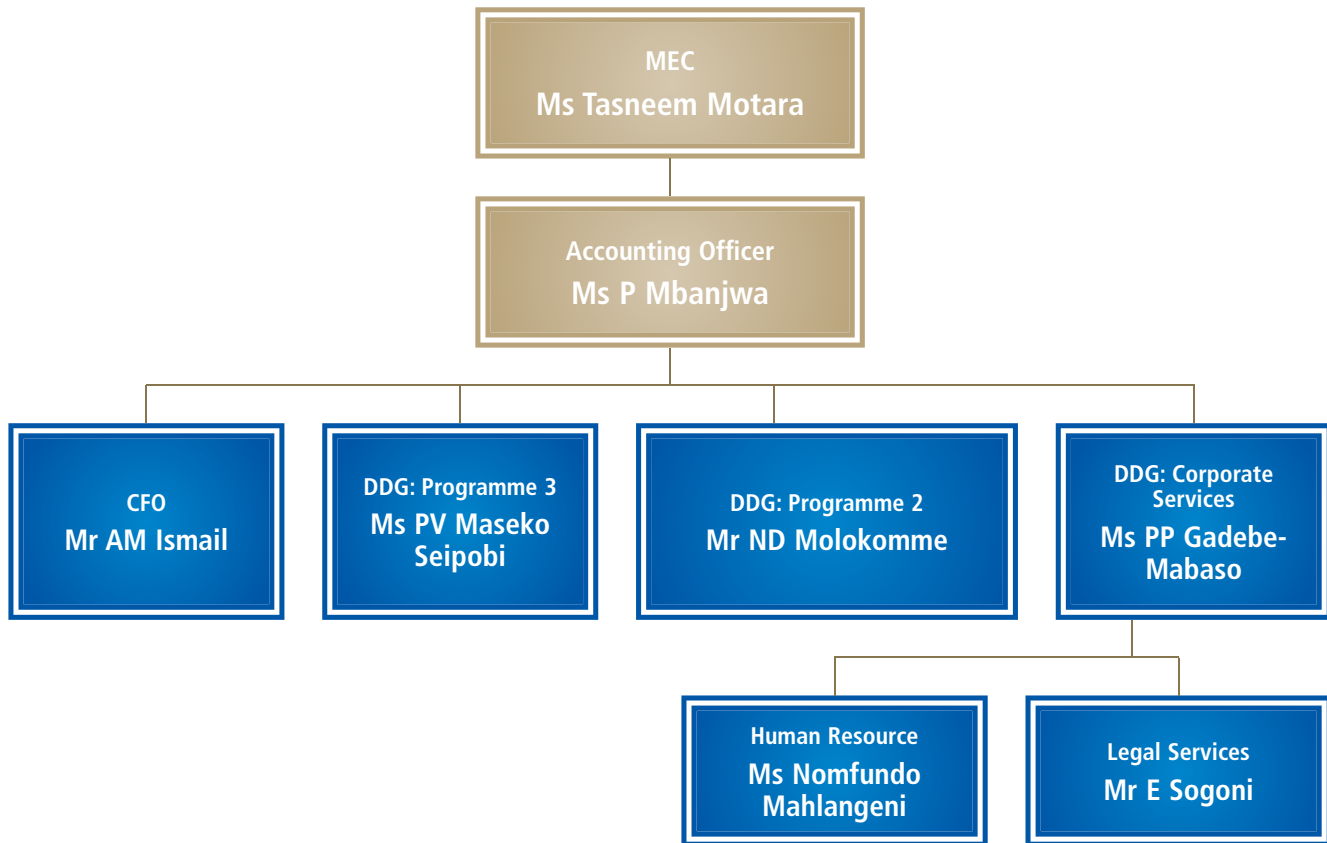 MEC
Ms Tasneem Motara
Accounting Officer
Ms P Mbanjwa
CFO
Mr AM Ismail
DDG: Programme 3
Ms PV Maseko
Seipobi
DDG: Programme 2
Mr ND Molokomme
DDG: Corporate
Services
Ms PP Gadebe-
Mabaso
Human Resource
Ms Nomfundo
Mahlangeni
Legal Services
Mr E Sogoni